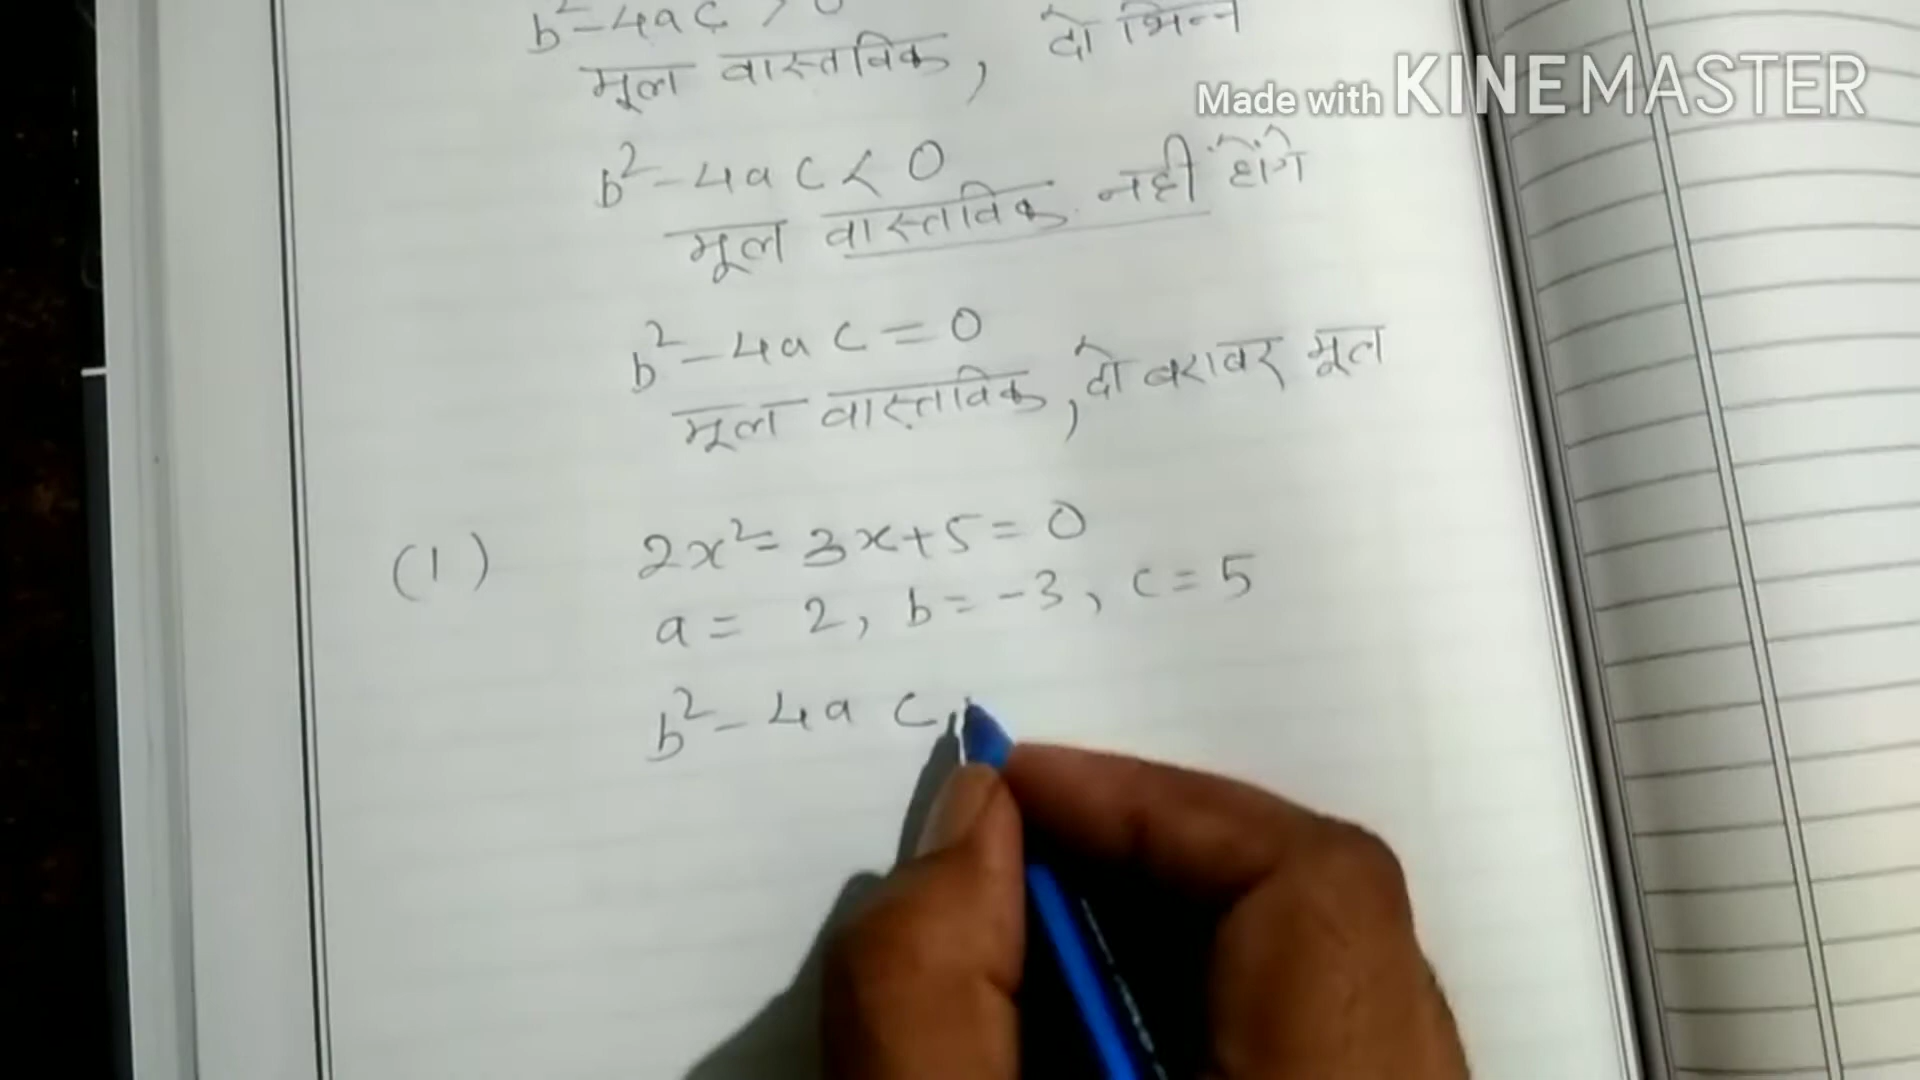 b²-4ac > 0
मूल वास्तविक, दो भिन्न
Made with KINEMASTER
b²-4ac < 0
मूल वास्तविक नहीं होंगे
b²-4ac = 0
मूल वास्तविक, दो बराबर मूल
(1) 2x²-3x+5=0
a= 2, b=-3, c=5
b²-4ac